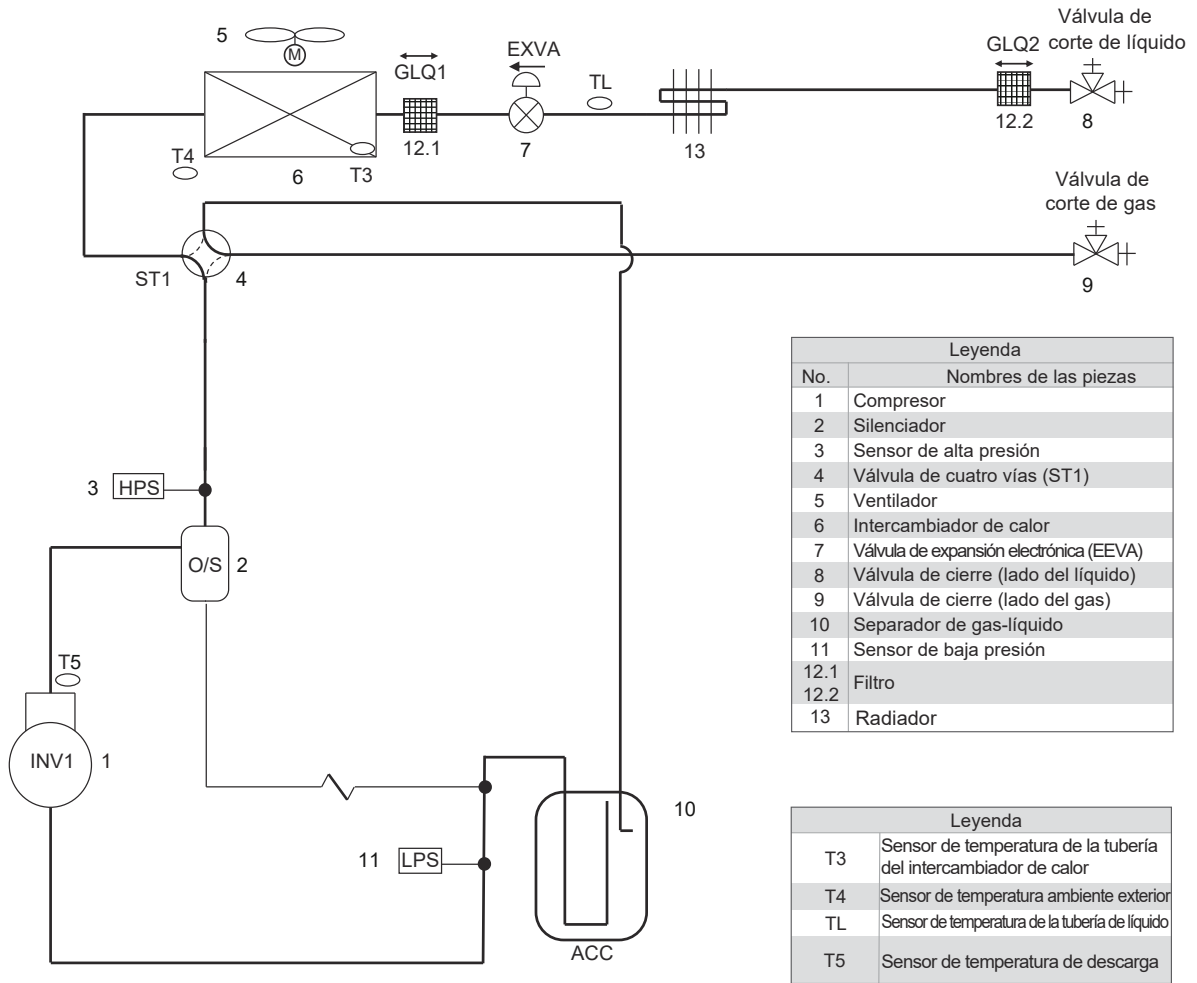 5
M
EXVA
GLQ1
TL
GLQ2
Válvula de
corte de líquido
T4
6
T3
12.1
7
13
12.2
8
Válvula de
corte de gas
ST1
4
9
3 HPS
O/S 2
T5
INV1 1
11 LPS
10
ACC
Leyenda
No. Nombres de las piezas
1 Compresor
2 Silenciador
3 Sensor de alta presión
4 Válvula de cuatro vías (ST1)
5 Ventilador
6 Intercambiador de calor
7 Válvula de expansión electrónica (EEVA)
8 Válvula de cierre (lado del líquido)
9 Válvula de cierre (lado del gas)
10 Separador de gas-líquido
11 Sensor de baja presión
12.1
12.2 Filtro
13 Radiador
Leyenda
T3 Sensor de temperatura de la tubería
del intercambiador de calor
T4 Sensor de temperatura ambiente exterior
TL Sensor de temperatura de la tubería de líquido
T5 Sensor de temperatura de descarga